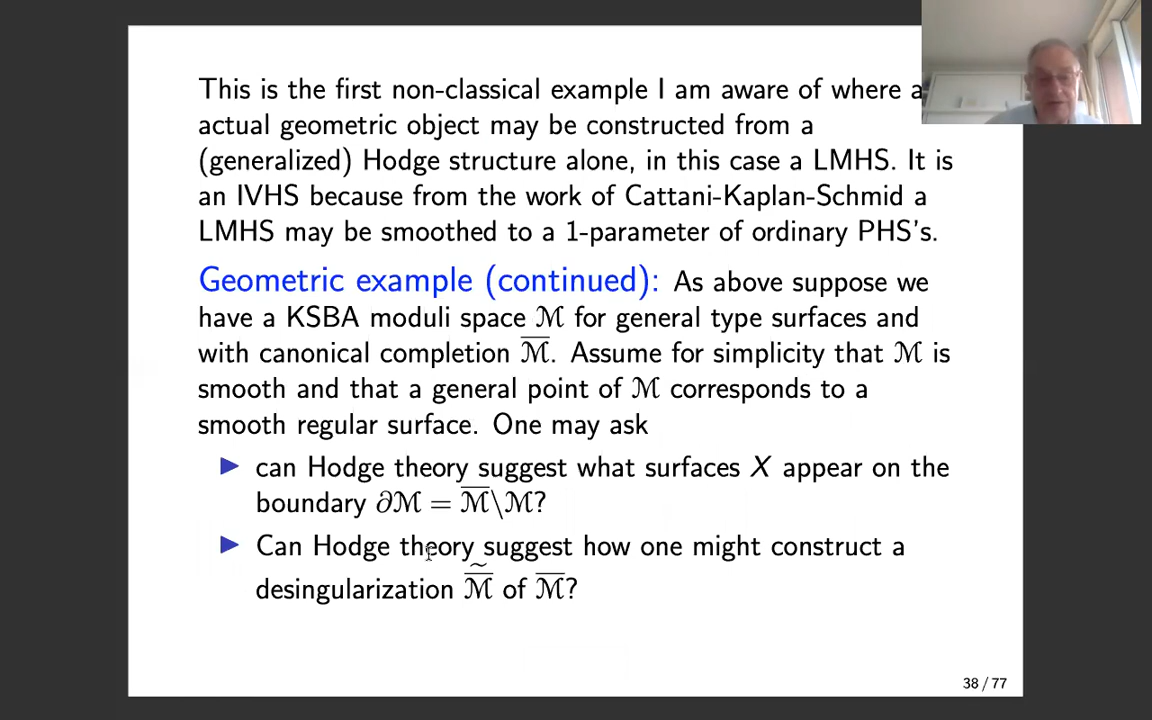 This is the first non-classical example I am aware of where a
actual geometric object may be constructed from a
(generalized) Hodge structure alone, in this case a LMHS. It is
an IVHS because from the work of Cattani-Kaplan-Schmid a
LMHS may be smoothed to a 1-parameter of ordinary PHS's.
Geometric example (continued): As above suppose we
have a KSBA moduli space ℳ for general type surfaces and
with canonical completion ℳ̅. Assume for simplicity that ℳ is
smooth and that a general point of ℳ corresponds to a
smooth regular surface. One may ask
▶ can Hodge theory suggest what surfaces X appear on the
boundary ∂ℳ = ℳ̅\ℳ?
▶ Can Hodge theory suggest how one might construct a
desingularization ℳ̅̃ of ℳ̅?
38 / 77